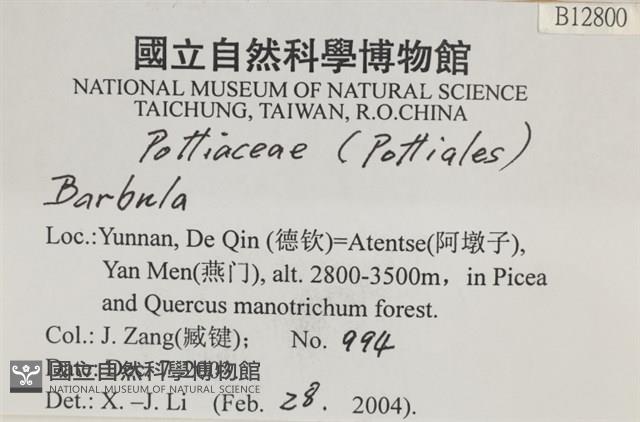 B12800
國立自然科學博物館
NATIONAL MUSEUM OF NATURAL SCIENCE
TAICHUNG, TAIWAN, R.O.CHINA
Pottiaceae (Pottiales)
Barbula
Loc.:Yunnan, De Qin (德钦)=Atentse(阿墩子),
Yan Men(燕门), alt. 2800-3500m, in Picea
and Quercus manotrichum forest.
Col.: J. Zang(臧键); No. 994
國立自然科學博物館
NATIONAL MUSEUM OF NATURAL SCIENCE
Det.: X. –J. Li (Feb. 28. 2004).